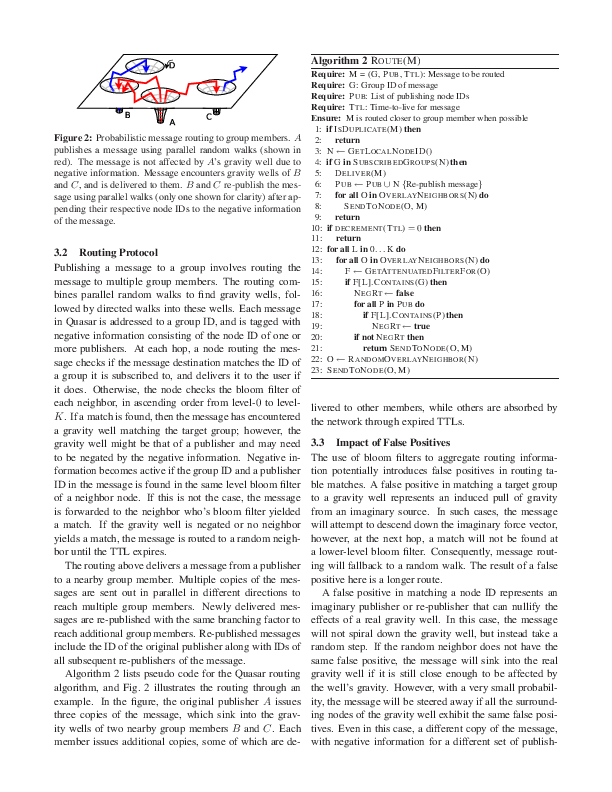 D
B
A
C
Figure 2: Probabilistic message routing to group members. A
publishes a message using parallel random walks (shown in
red). The message is not affected by A's gravity well due to
negative information. Message encounters gravity wells of B
and C, and is delivered to them. B and C re-publish the mes-
sage using parallel walks (only one shown for clarity) after ap-
pending their respective node IDs to the negative information
of the message.
3.2 Routing Protocol
Publishing a message to a group involves routing the
message to multiple group members. The routing com-
bines parallel random walks to find gravity wells, fol-
lowed by directed walks into these wells. Each message
in Quasar is addressed to a group ID, and is tagged with
negative information consisting of the node ID of one or
more publishers. At each hop, a node routing the mes-
sage checks if the message destination matches the ID of
a group it is subscribed to, and delivers it to the user if
it does. Otherwise, the node checks the bloom filter of
each neighbor, in ascending order from level-0 to level-
K. If a match is found, then the message has encountered
a gravity well matching the target group; however, the
gravity well might be that of a publisher and may need
to be negated by the negative information. Negative in-
formation becomes active if the group ID and a publisher
ID in the message is found in the same level bloom filter
of a neighbor node. If this is not the case, the message
is forwarded to the neighbor who's bloom filter yielded
a match. If the gravity well is negated or no neighbor
yields a match, the message is routed to a random neigh-
bor until the TTL expires.
The routing above delivers a message from a publisher
to a nearby group member. Multiple copies of the mes-
sages are sent out in parallel in different directions to
reach multiple group members. Newly delivered mes-
sages are re-published with the same branching factor to
reach additional group members. Re-published messages
include the ID of the original publisher along with IDs of
all subsequent re-publishers of the message.
Algorithm 2 lists pseudo code for the Quasar routing
algorithm, and Fig. 2 illustrates the routing through an
example. In the figure, the original publisher A issues
three copies of the message, which sink into the grav-
ity wells of two nearby group members B and C. Each
member issues additional copies, some of which are de-
Algorithm 2 ROUTE(M)
Require: M = (G, PUB, TTL): Message to be routed
Require: G: Group ID of message
Require: PUB: List of publishing node IDs
Require: TTL: Time-to-live for message
Ensure: M is routed closer to group member when possible
1: if ISDUPLICATE(M) then
2: return
3: N ← GETLOCALNODEID()
4: if G in SUBSCRIBEDGROUPS(N) then
5: DELIVER(M)
6: PUB ← PUB ∪ N {Re-publish message}
7: for all O in OVERLAYNEIGHBORS(N) do
8: SENDTONODE(O, M)
9: return
10: if DECREMENT(TTL) = 0 then
11: return
12: for all L in 0...K do
13: for all O in OVERLAYNEIGHBORS(N) do
14: F ← GETATTENUATEDFILTERFOR(O)
15: if F[L].CONTAINS(G) then
16: NEGRT ← false
17: for all P in PUB do
18: if F[L].CONTAINS(P) then
19: NEGRT ← true
20: if not NEGRT then
21: return SENDTONODE(O, M)
22: O ← RANDOMOVERLAYNEIGHBOR(N)
23: SENDTONODE(O, M)
livered to other members, while others are absorbed by
the network through expired TTLs.
3.3 Impact of False Positives
The use of bloom filters to aggregate routing informa-
tion potentially introduces false positives in routing ta-
ble matches. A false positive in matching a target group
to a gravity well represents an induced pull of gravity
from an imaginary source. In such cases, the message
will attempt to descend down the imaginary force vector,
however, at the next hop, a match will not be found at
a lower-level bloom filter. Consequently, message rout-
ing will fallback to a random walk. The result of a false
positive here is a longer route.
A false positive in matching a node ID represents an
imaginary publisher or re-publisher that can nullify the
effects of a real gravity well. In this case, the message
will not spiral down the gravity well, but instead take a
random step. If the random neighbor does not have the
same false positive, the message will sink into the real
gravity well if it is still close enough to be affected by
the well's gravity. However, with a very small probabil-
ity, the message will be steered away if all the surround-
ing nodes of the gravity well exhibit the same false posi-
tives. Even in this case, a different copy of the message,
with negative information for a different set of publish-